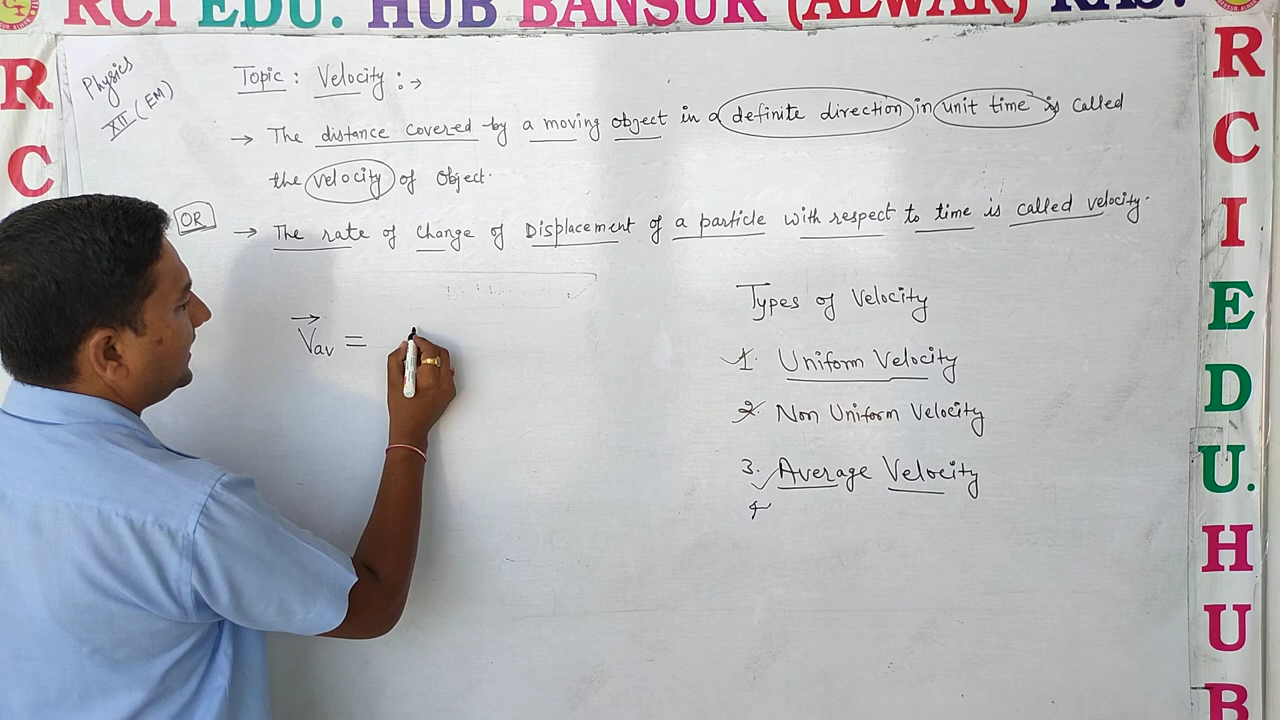 RCI EDU. HUB BANSUR (ALWAR) RAJ.
Physics
XII (EM)
Topic : Velocity :→
→ The distance covered by a moving object in a definite direction in unit time is called
the velocity of object.
OR
→ The rate of change of Displacement of a particle with respect to time is called velocity.
Vav =
Types of Velocity
1. Uniform Velocity
2. Non Uniform Velocity
3. Average Velocity
4
R
C
R
C
I
E
D
U.
H
U
B